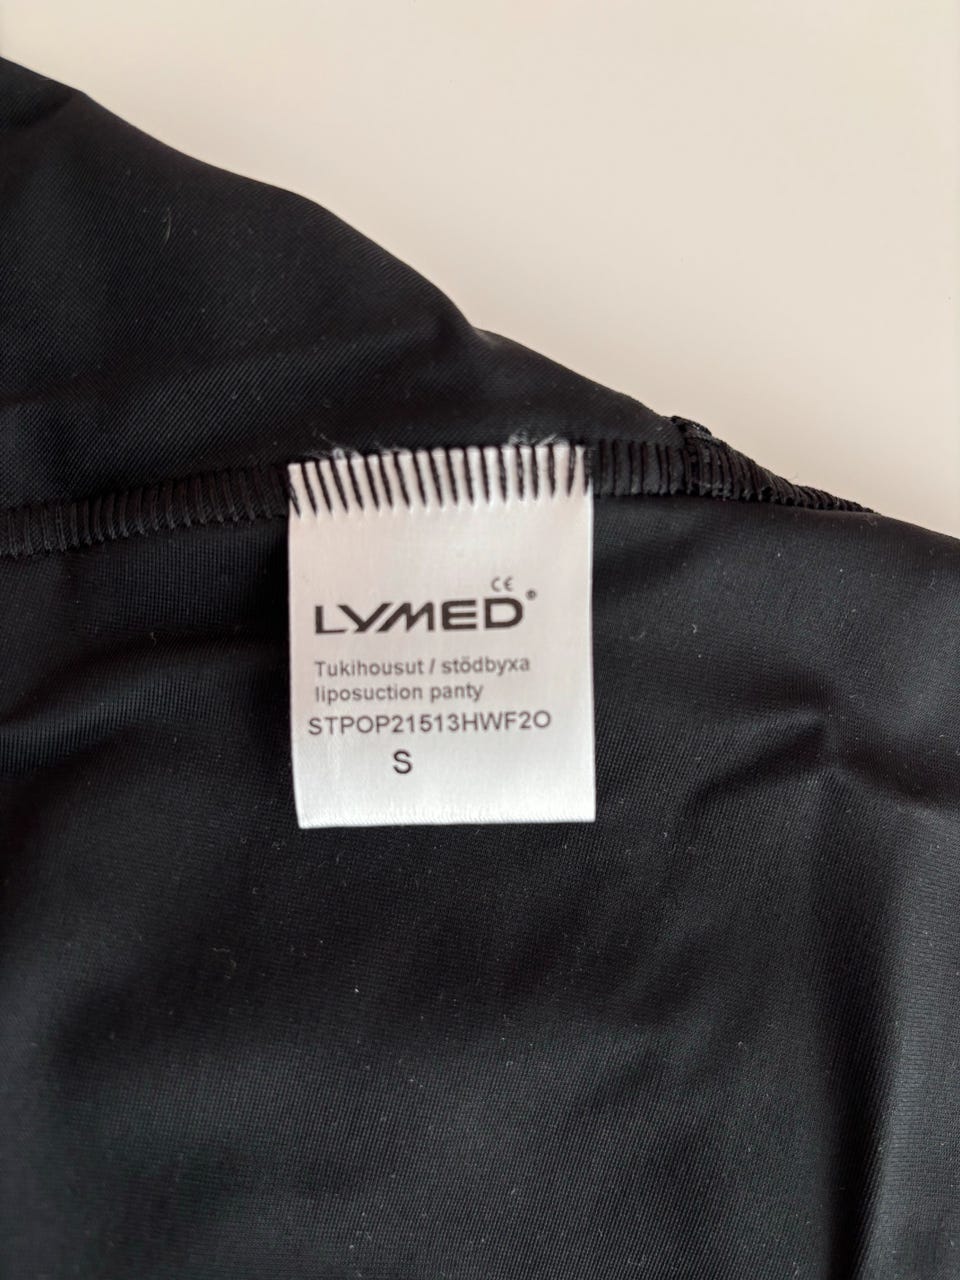 CE
LYMED®
Tukihousut / stödbyxa
liposuction panty
STPOP21513HWF2O
S